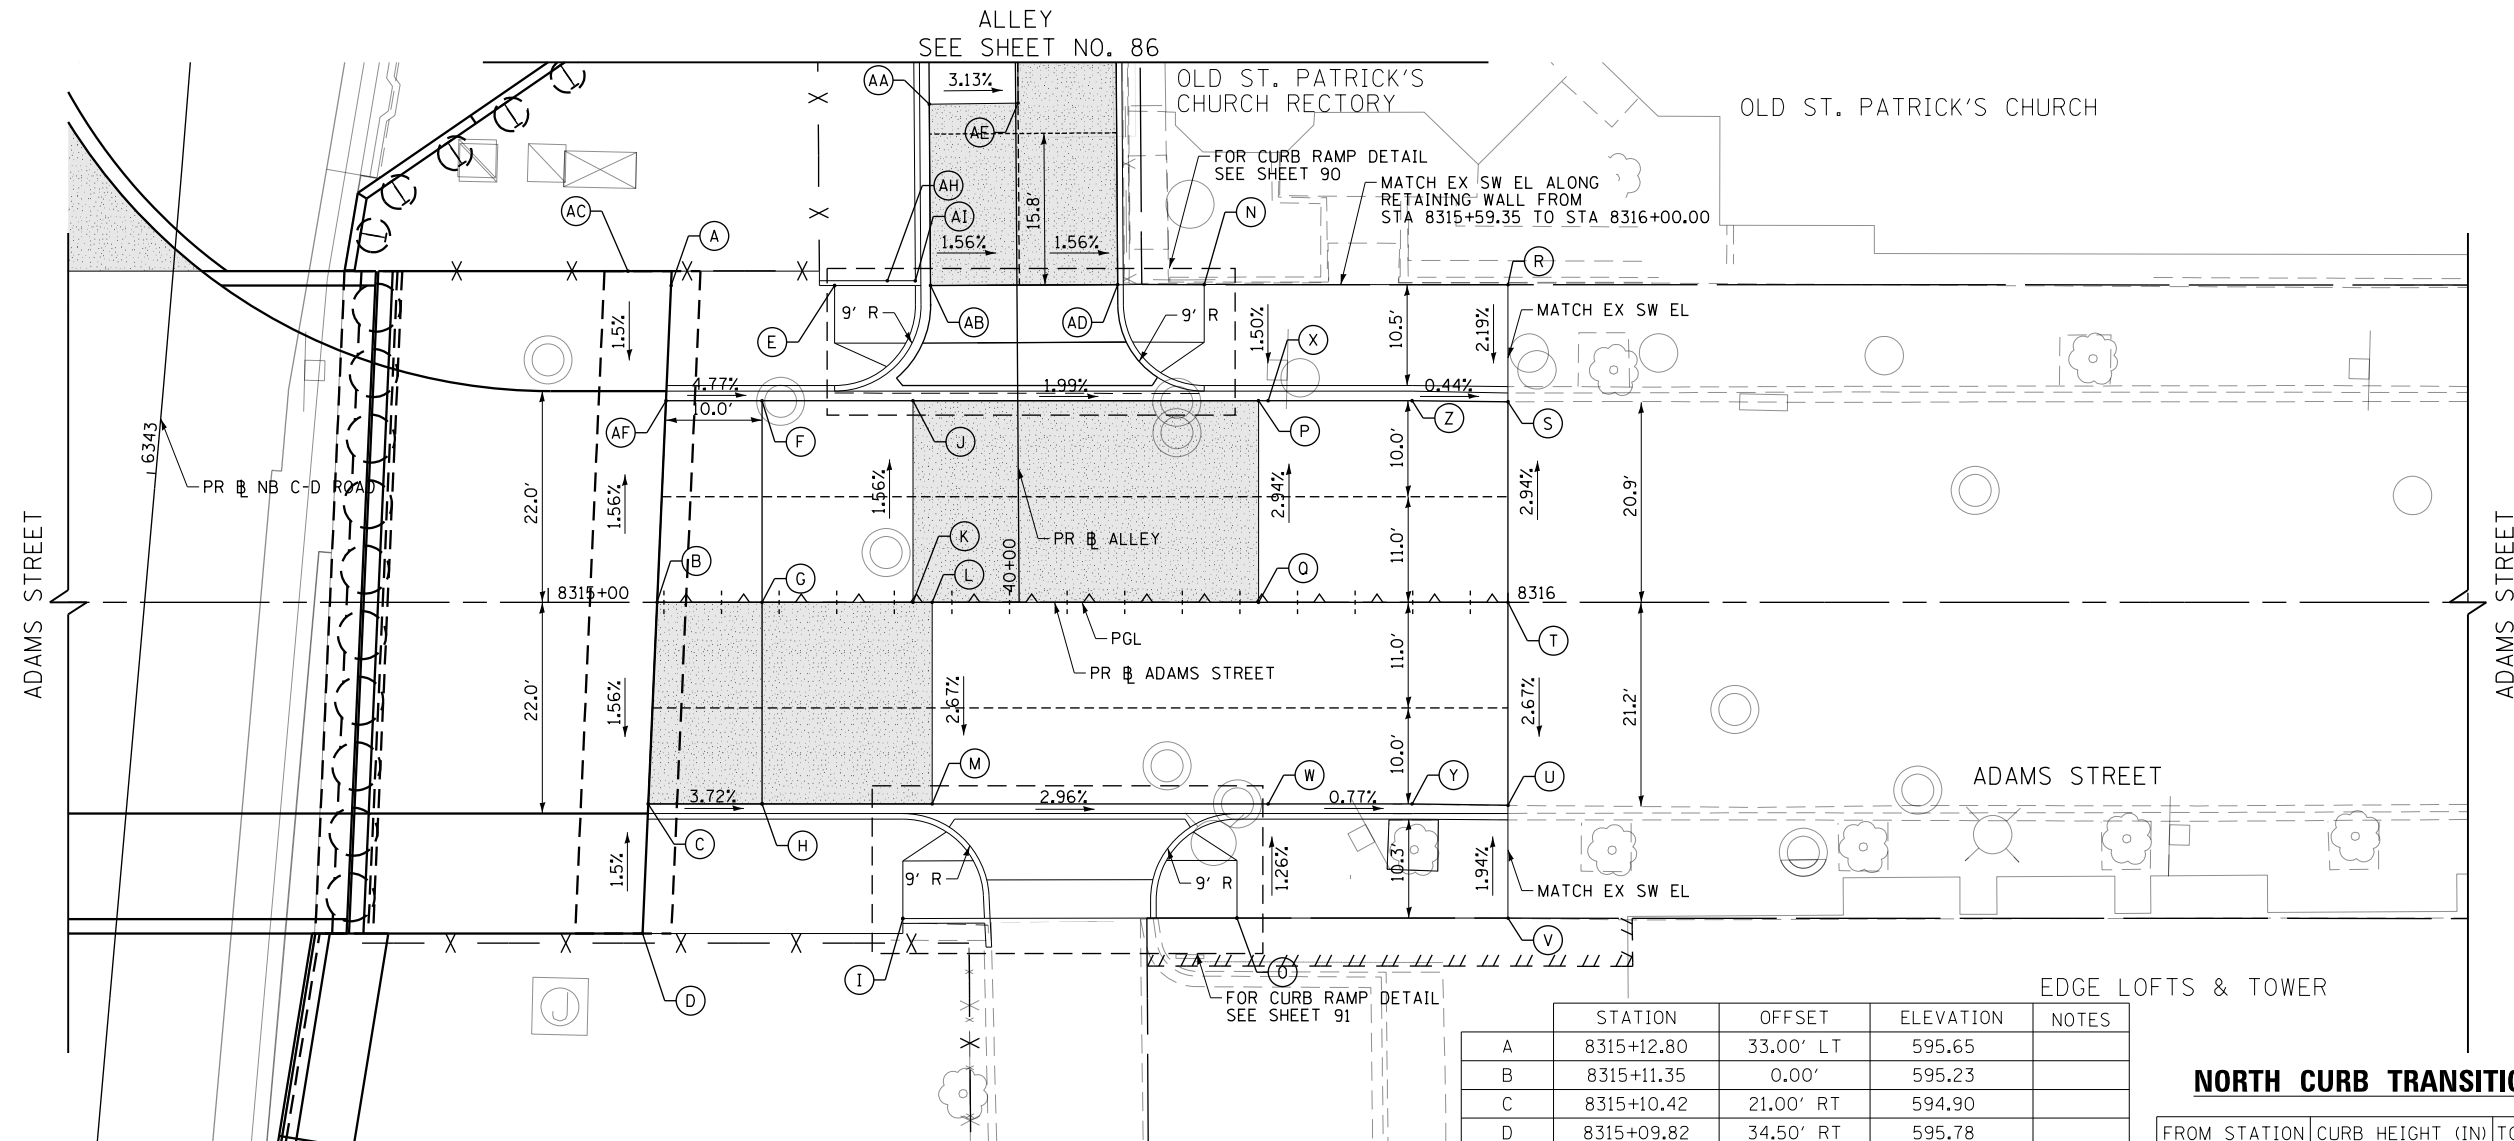 ALLEY
SEE SHEET NO. 86
AA
3.13%
OLD ST. PATRICK'S
CHURCH RECTORY
OLD ST. PATRICK'S CHURCH
AE
FOR CURB RAMP DETAIL
SEE SHEET 90
MATCH EX SW EL ALONG
RETAINING WALL FROM
STA 8315+59.35 TO STA 8316+00.00
AH
AC
AI
15.8'
N
A
1.56%
1.56%
R
MATCH EX SW EL
1.5%
9' R
AB
AD
9' R
1.50%
10.5'
2.19%
E
X
4.77%
1.99%
0.44%
10.0'
AF
F
J
P
Z
S
6343
PR BL NB C-D ROAD
22.0'
1.56%
1.56%
2.94%
10.0'
2.94%
20.9'
ADAMS STREET
ADAMS STREET
K
PR BL ALLEY
11.0'
B
G
L
40+00
Q
8315+00
8316
PGL
T
PR BL ADAMS STREET
22.0'
1.56%
2.67%
11.0'
2.67%
21.2'
M
W
Y
U
10.0'
ADAMS STREET
3.72%
2.96%
0.77%
C
H
1.5%
9' R
9' R
1.26%
10.3'
1.94%
MATCH EX SW EL
V
I
O
D
J
FOR CURB RAMP DETAIL
SEE SHEET 91
EDGE LOFTS & TOWER
STATION OFFSET ELEVATION NOTES
A 8315+12.80 33.00' LT 595.65
B 8315+11.35 0.00' 595.23
C 8315+10.42 21.00' RT 594.90
D 8315+09.82 34.50' RT 595.78
NORTH CURB TRANSITIO
FROM STATION CURB HEIGHT (IN) TO